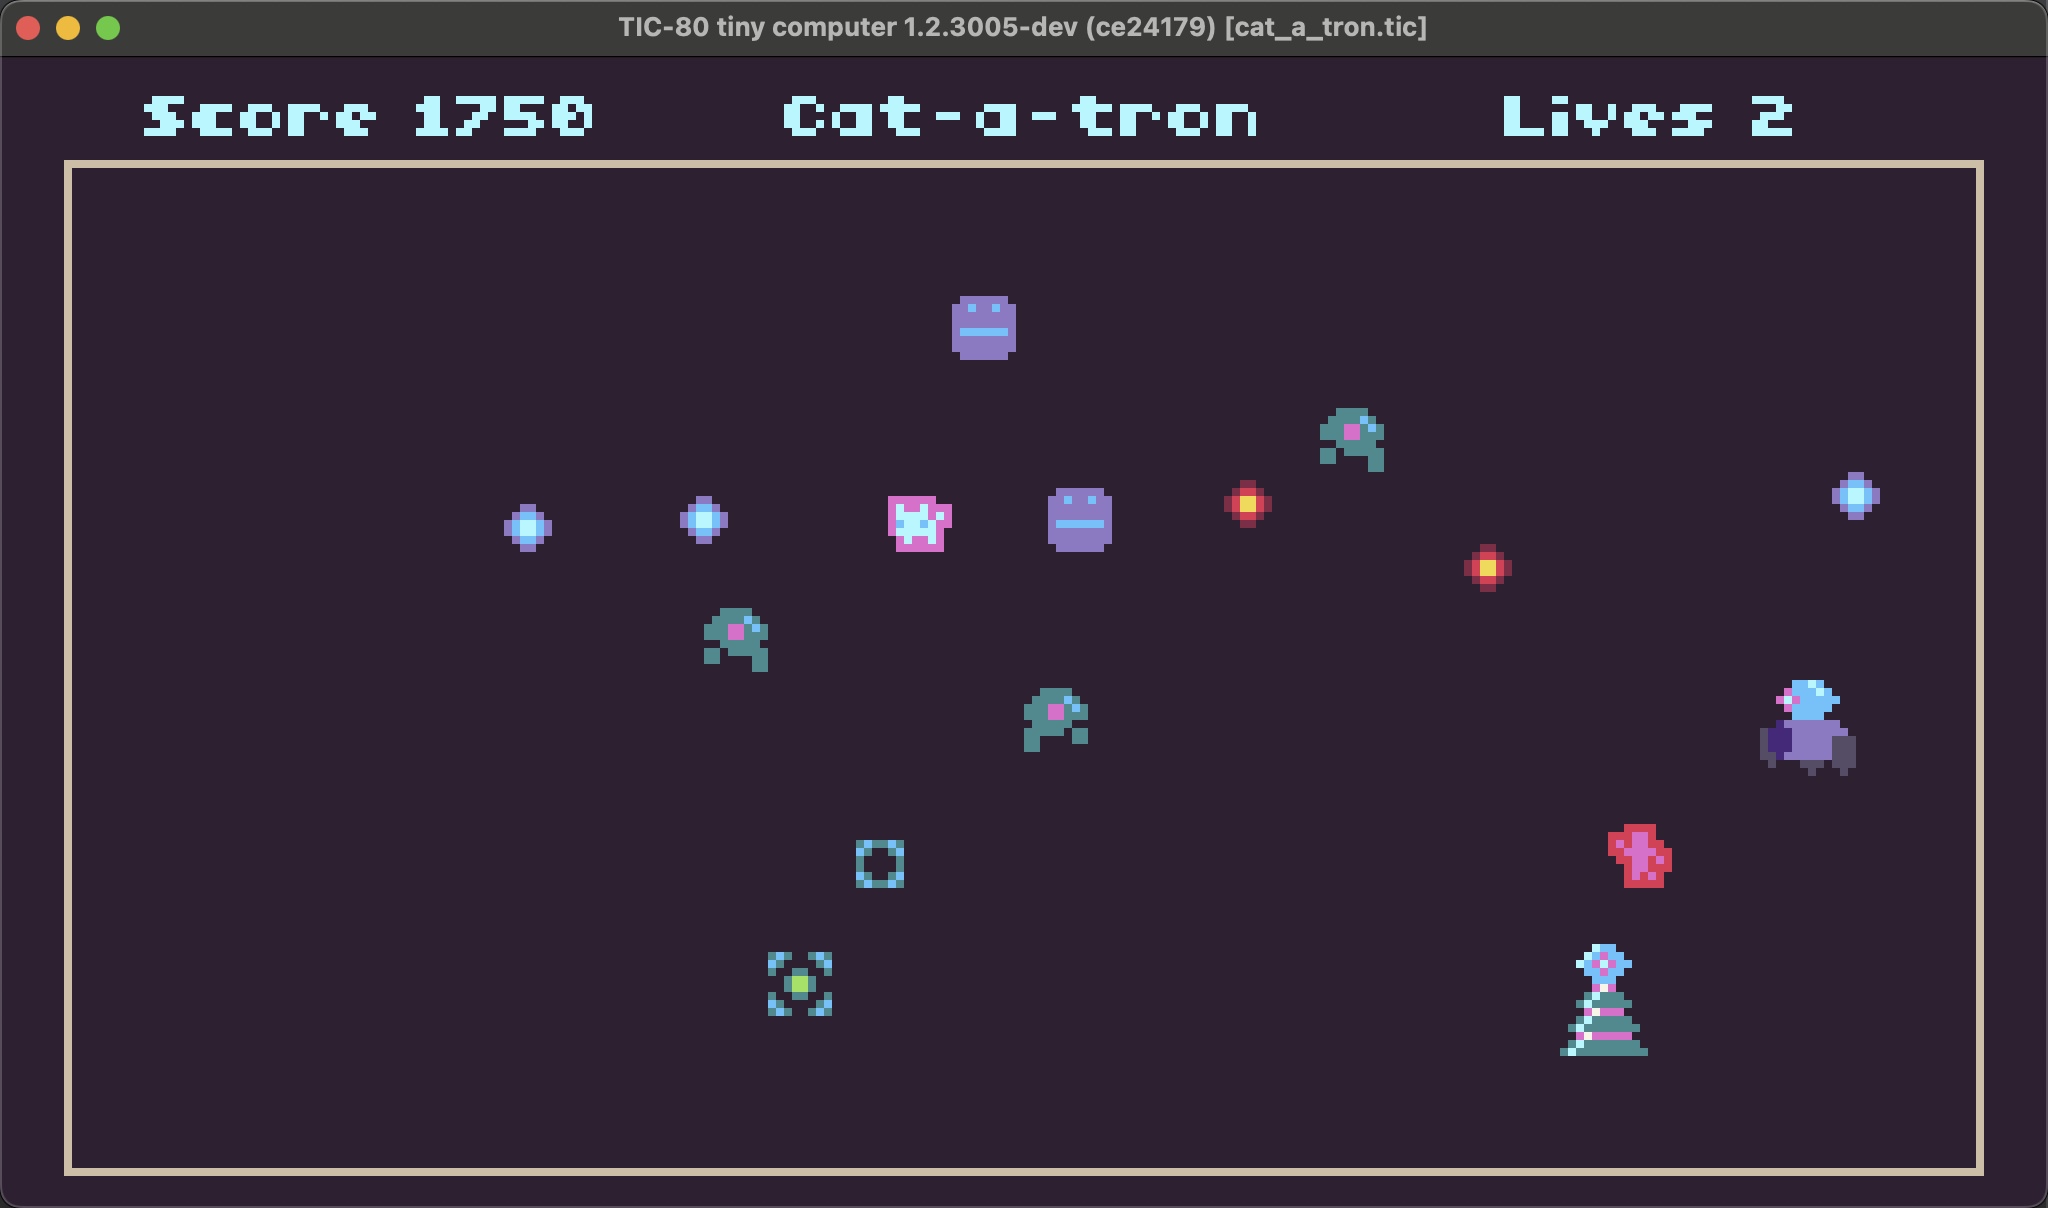 TIC-80 tiny computer 1.2.3005-dev (ce24179) [cat_a_tron.tic]
Score 1750 Cat-a-tron Lives 2